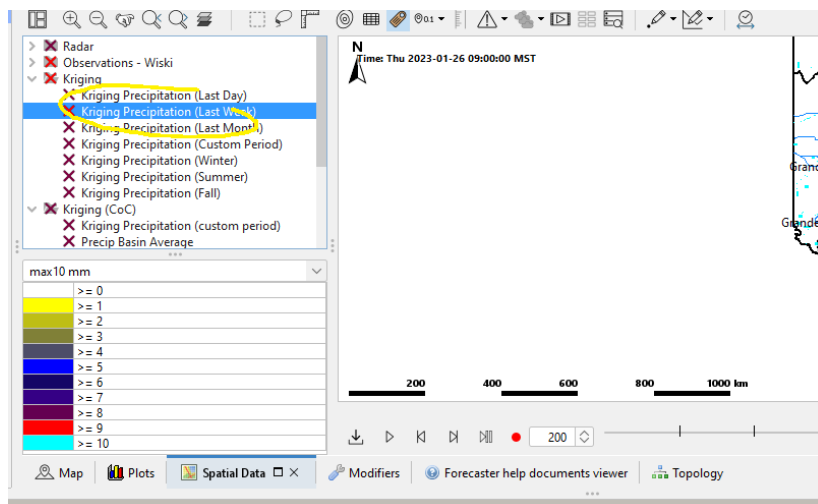 0.1
Radar
Observations - Wiski
Kriging
Kriging Precipitation (Last Day)
Kriging Precipitation (Last Week)
Kriging Precipitation (Last Month)
Kriging Precipitation (Custom Period)
Kriging Precipitation (Winter)
Kriging Precipitation (Summer)
Kriging Precipitation (Fall)
Kriging (CoC)
Kriging Precipitation (custom period)
Precip Basin Average
max10 mm
>= 0
>= 1
>= 2
>= 3
>= 4
>= 5
>= 6
>= 7
>= 8
>= 9
>= 10
N
Time: Thu 2023-01-26 09:00:00 MST
Grand
Grande
200 400 600 800 1000 km
200
Map Plots Spatial Data Modifiers Forecaster help documents viewer Topology